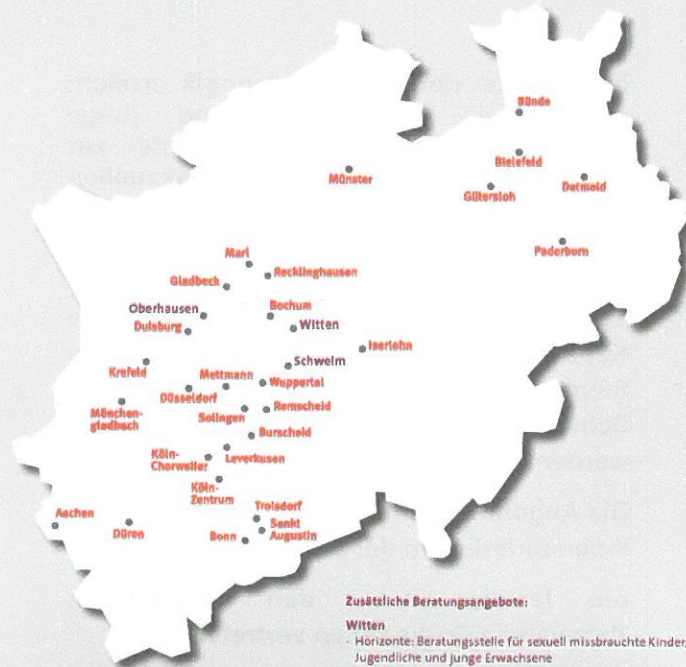 Bünde
Bielefeld
Münster
Gütersloh
Detmold
Paderborn
Marl
Recklinghausen
Gladbeck
Oberhausen
Bochum
Duisburg
Witten
Iserlohn
Schwelm
Krefeld
Mettmann
Wuppertal
Düsseldorf
Mönchen-
gladbach
Solingen
Remscheid
Burscheid
Köln-
Chorweiler
Leverkusen
Köln-
Zentrum
Aachen
Düren
Troisdorf
Sankt
Augustin
Bonn
Zusätzliche Beratungsangebote:
Witten
- Horizonte: Beratungsstelle für sexuell missbrauchte Kinder,
Jugendliche und junge Erwachsene